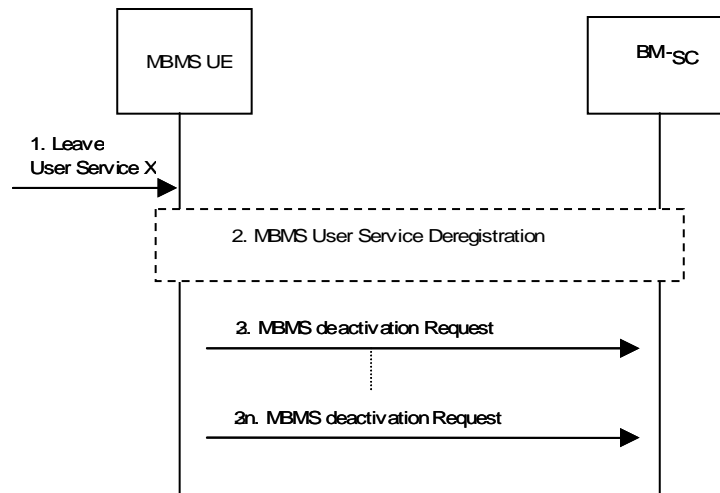 MBMS UE
BM-SC
1. Leave
User Service X
2. MBMS User Service Deregistration
3. MBMS deactivation Request
3n. MBMS deactivation Request